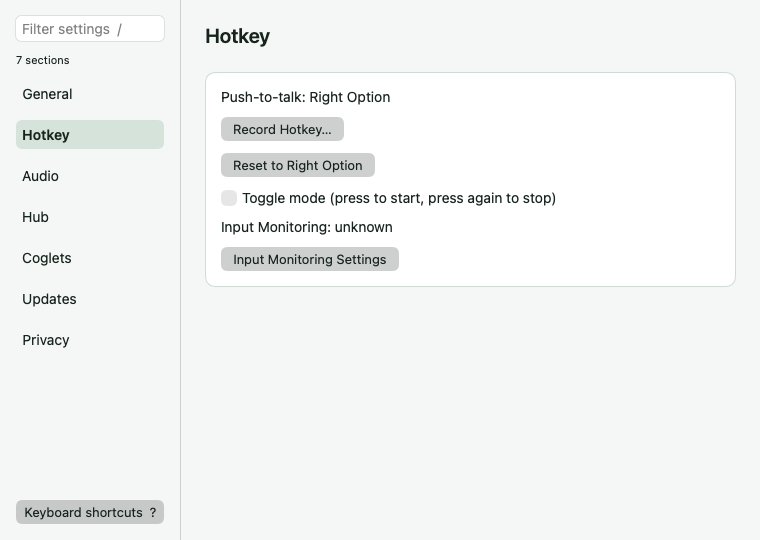 Filter settings /
7 sections
General
Hotkey
Audio
Hub
Coglets
Updates
Privacy
Keyboard shortcuts ?
Hotkey
Push-to-talk: Right Option
Record Hotkey...
Reset to Right Option
Toggle mode (press to start, press again to stop)
Input Monitoring: unknown
Input Monitoring Settings